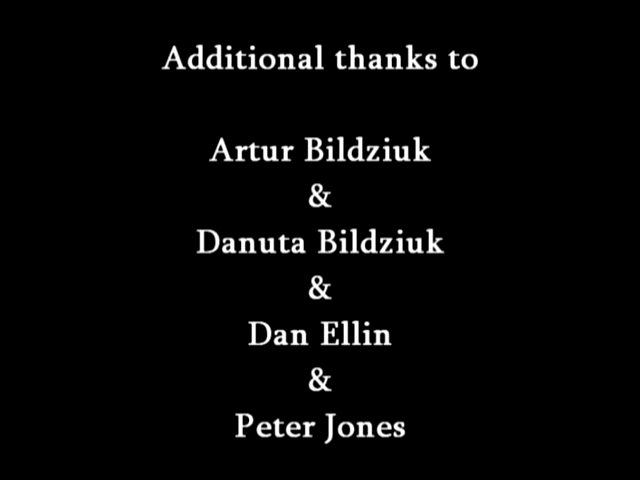 Additional thanks to
Artur Bildziuk
&
Danuta Bildziuk
&
Dan Ellin
&
Peter Jones